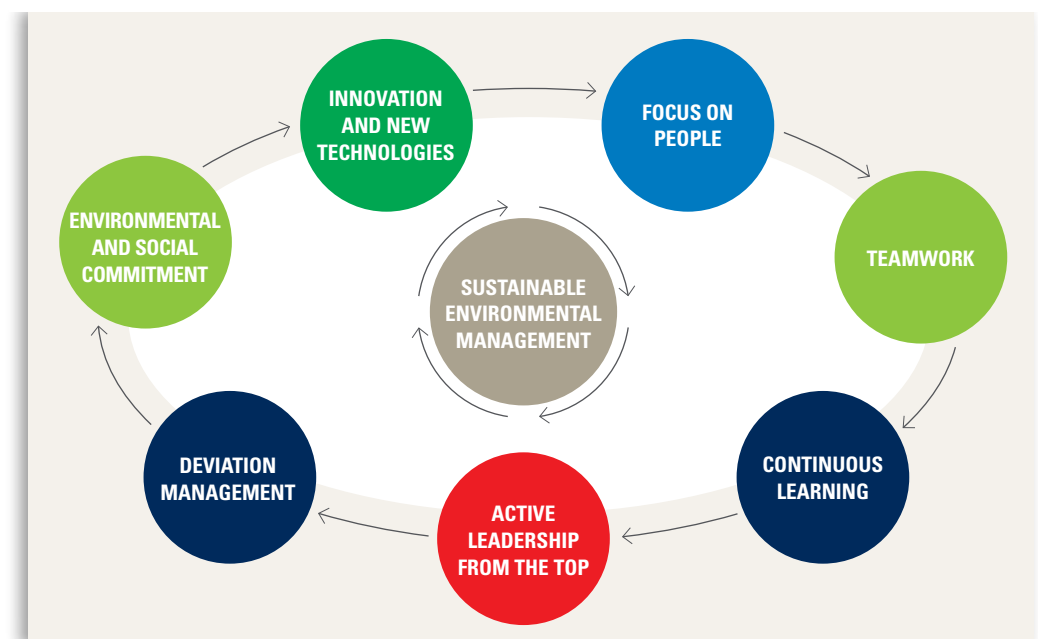 INNOVATION
AND NEW
TECHNOLOGIES
FOCUS ON
PEOPLE
ENVIRONMENTAL
AND SOCIAL
COMMITMENT
TEAMWORK
SUSTAINABLE
ENVIRONMENTAL
MANAGEMENT
DEVIATION
MANAGEMENT
CONTINUOUS
LEARNING
ACTIVE
LEADERSHIP
FROM THE TOP